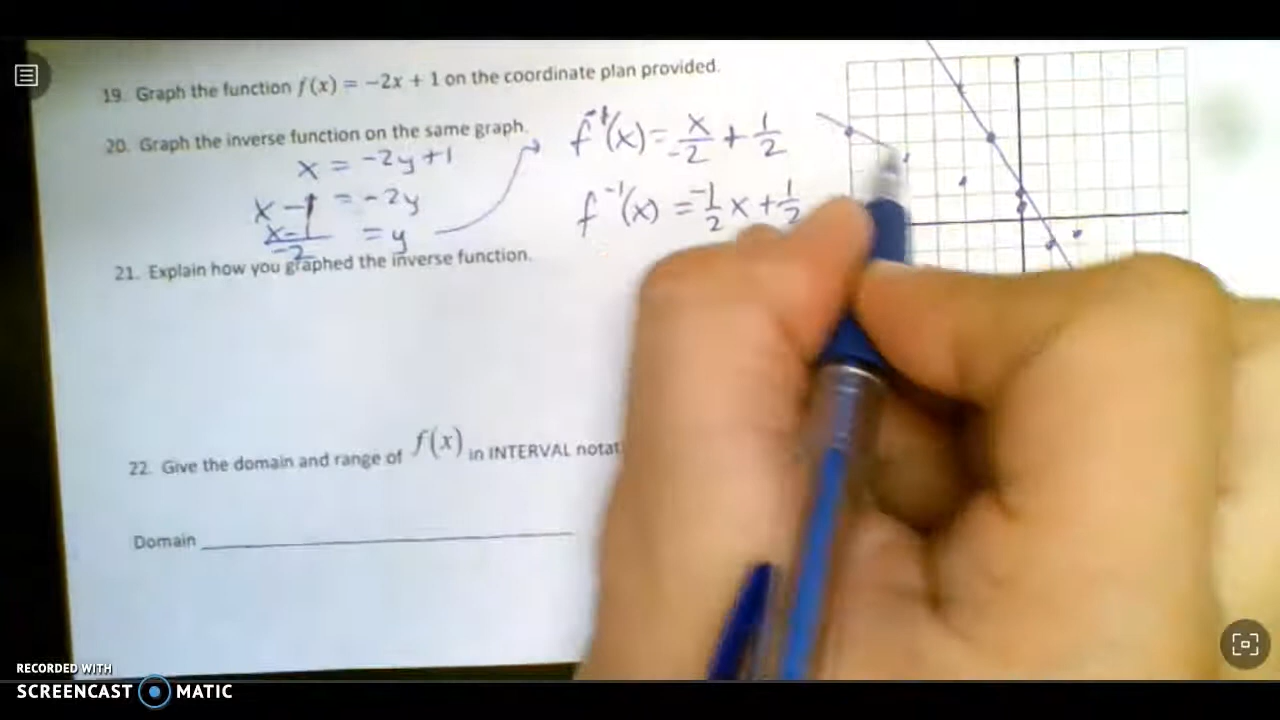 19. Graph the function f(x) = −2x + 1 on the coordinate plan provided.
20. Graph the inverse function on the same graph.
x = -2y+1
x - 1 = -2y
x-1/-2 = y
f⁻¹(x) = x/-2 + 1/2
f⁻¹(x) = -1/2 x + 1/2
21. Explain how you graphed the inverse function.
22. Give the domain and range of f(x) in INTERVAL
Domain
RECORDED WITH
SCREENCAST MATIC